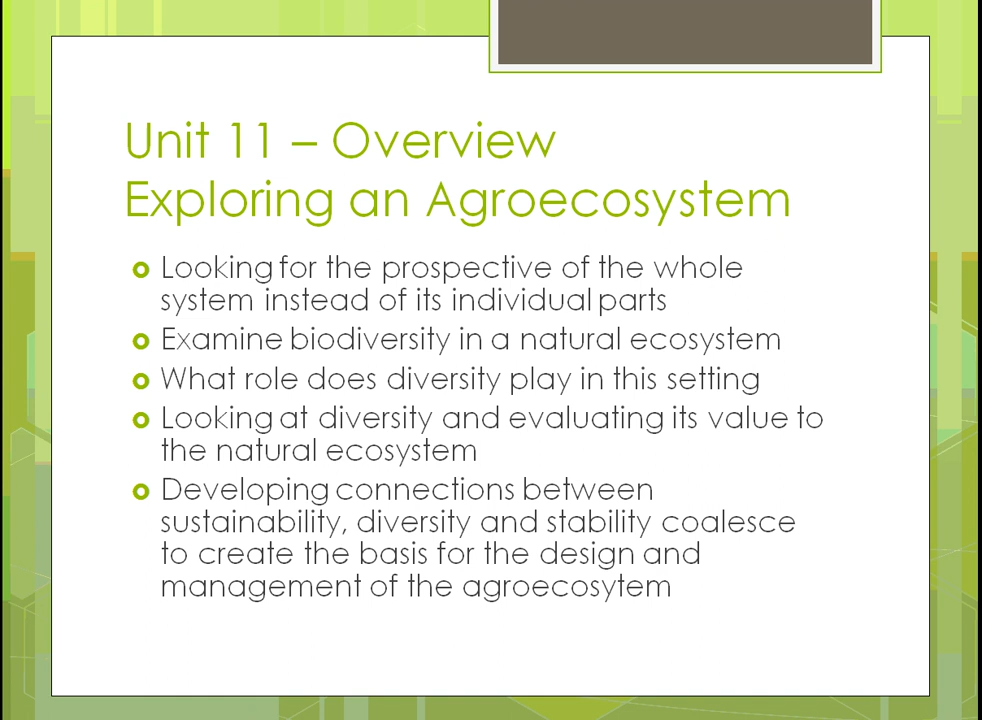 Unit 11 – Overview
Exploring an Agroecosystem
Looking for the prospective of the whole
system instead of its individual parts
Examine biodiversity in a natural ecosystem
What role does diversity play in this setting
Looking at diversity and evaluating its value to
the natural ecosystem
Developing connections between
sustainability, diversity and stability coalesce
to create the basis for the design and
management of the agroecosytem